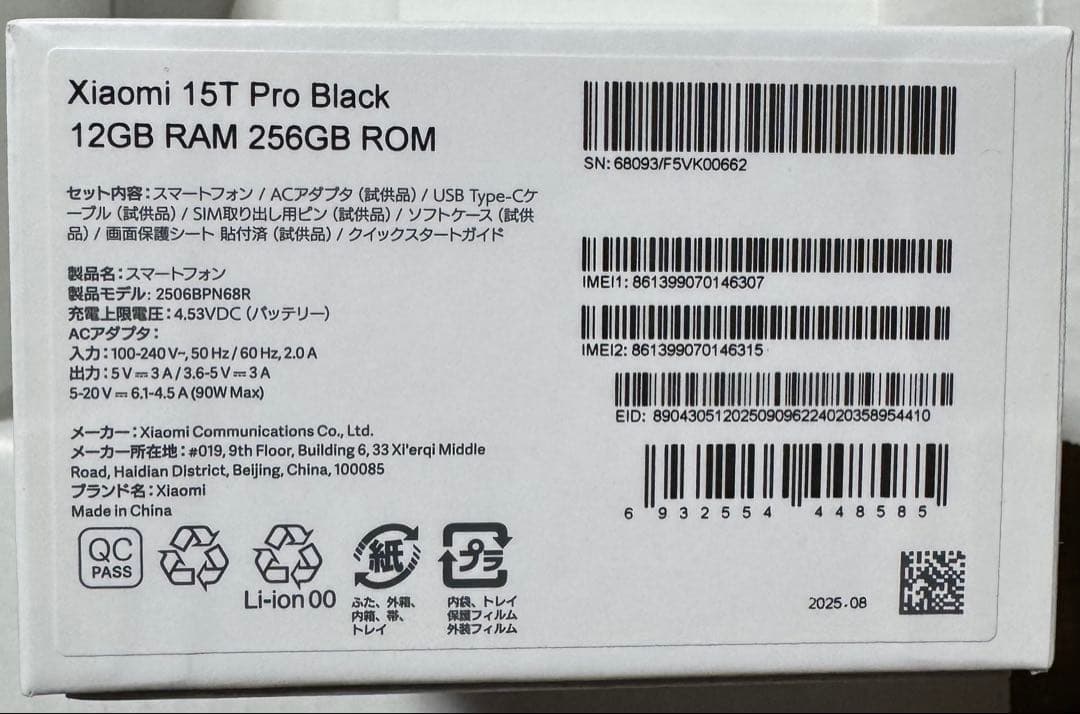 Xiaomi 15T Pro Black
12GB RAM 256GB ROM
セット内容：スマートフォン / ACアダプタ（試供品）/ USB Type-Cケ
ーブル（試供品）/ SIM取り出し用ピン（試供品）/ ソフトケース（試供
品）/ 画面保護シート 貼付済（試供品）/ クイックスタートガイド
製品名：スマートフォン
製品モデル: 2506BPN68R
充電上限電圧：4.53VDC（バッテリー）
ACアダプタ：
入力：100-240 V~, 50 Hz / 60 Hz, 2.0 A
出力：5 V⎓3 A / 3.6-5 V⎓3 A
5-20 V⎓6.1-4.5 A (90W Max)
メーカー：Xiaomi Communications Co., Ltd.
メーカー所在地：#019, 9th Floor, Building 6, 33 Xi'erqi Middle
Road, Haidian District, Beijing, China, 100085
ブランド名：Xiaomi
Made in China
QC
PASS
Li-ion 00
紙
ふた、外箱、
内箱、帯、
トレイ
プラ
内袋、トレイ
保護フィルム
外装フィルム
SN: 68093/F5VK00662
IMEI1: 861399070146307
IMEI2: 861399070146315
EID: 89043051202509096224020358954410
6 932554 448585
2025.08